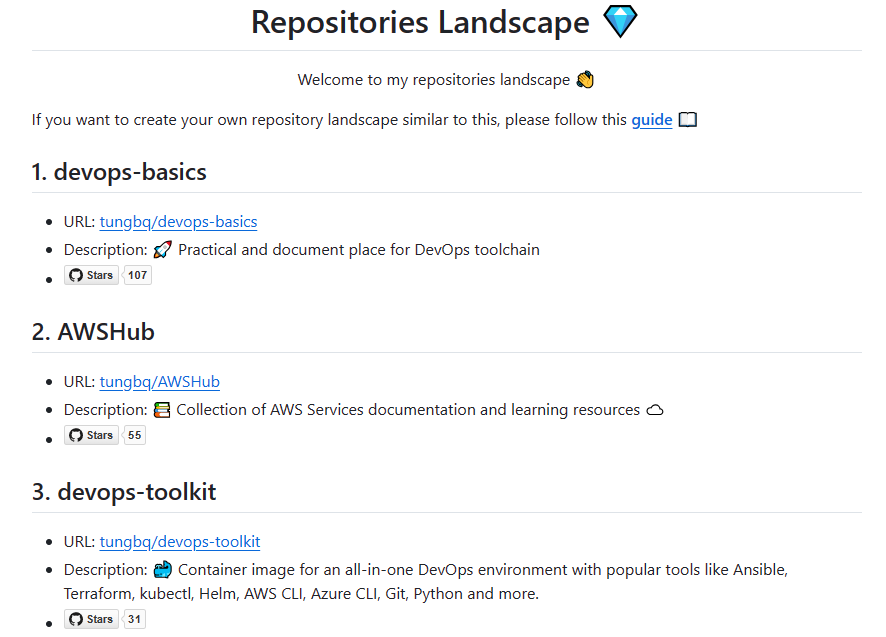 Repositories Landscape 💎
Welcome to my repositories landscape 👏
If you want to create your own repository landscape similar to this, please follow this guide 📖
1. devops-basics
• URL: tungbq/devops-basics
• Description: 🚀 Practical and document place for DevOps toolchain
• Stars 107
2. AWSHub
• URL: tungbq/AWSHub
• Description: 📚 Collection of AWS Services documentation and learning resources ☁
• Stars 55
3. devops-toolkit
• URL: tungbq/devops-toolkit
• Description: 🐳 Container image for an all-in-one DevOps environment with popular tools like Ansible,
Terraform, kubectl, Helm, AWS CLI, Azure CLI, Git, Python and more.
• Stars 31